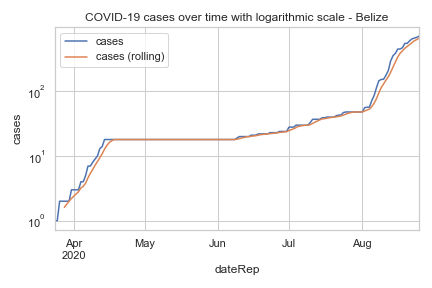 COVID-19 cases over time with logarithmic scale - Belize
cases
cases (rolling)
10²
10¹
10⁰
cases
Apr
2020
May
Jun
Jul
Aug
dateRep